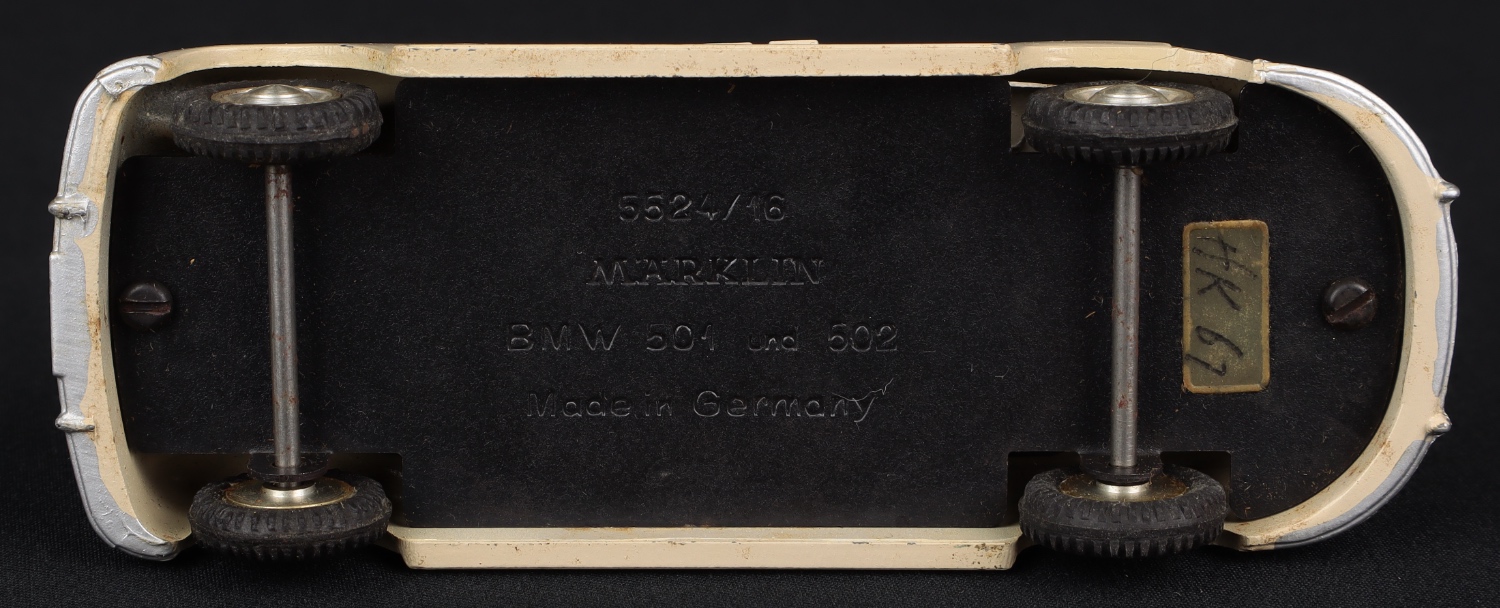 5524/16
MÄRKLIN
BMW 501 und 502
Made in Germany
HK 67